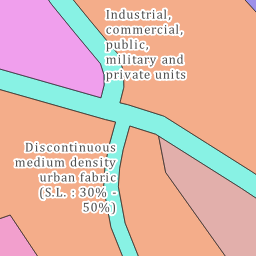 Industrial,
commercial,
public,
military and
private units
Discontinuous
medium density
urban fabric
(S.L. : 30% -
50%)